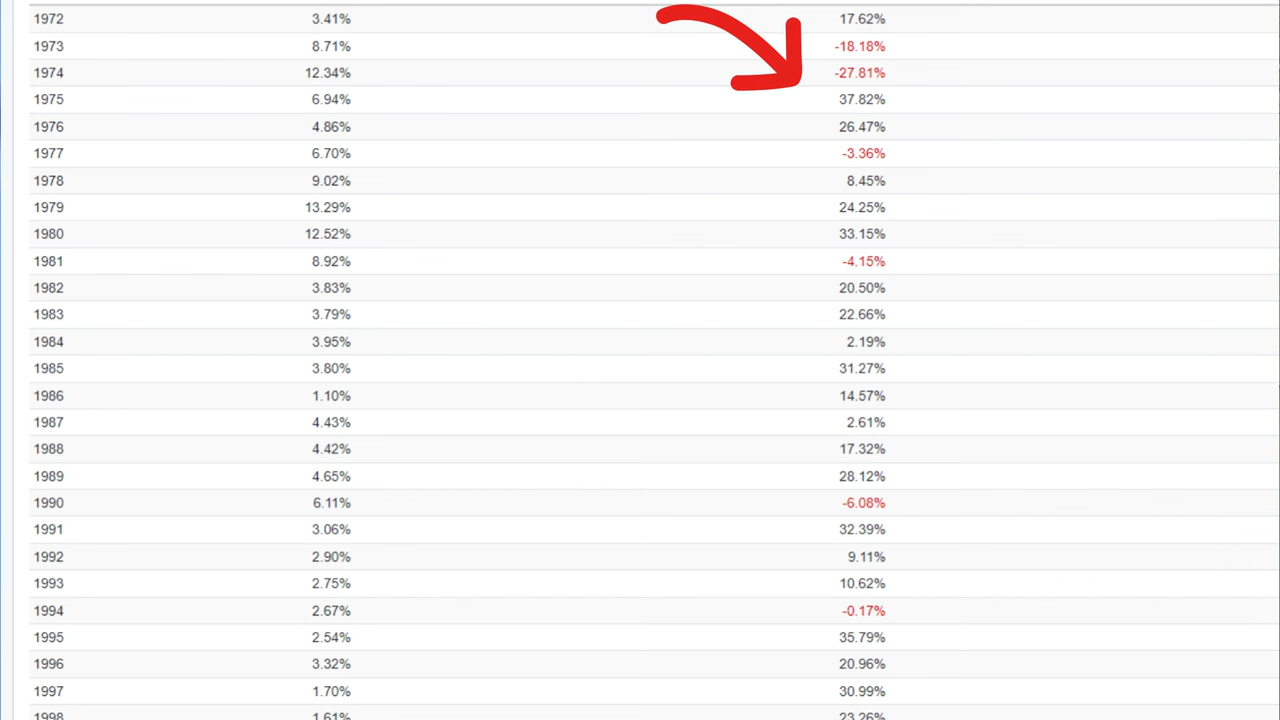 1972 3.41% 17.62%
1973 8.71% -18.18%
1974 12.34% -27.81%
1975 6.94% 37.82%
1976 4.86% 26.47%
1977 6.70% -3.36%
1978 9.02% 8.45%
1979 13.29% 24.25%
1980 12.52% 33.15%
1981 8.92% -4.15%
1982 3.83% 20.50%
1983 3.79% 22.66%
1984 3.95% 2.19%
1985 3.80% 31.27%
1986 1.10% 14.57%
1987 4.43% 2.61%
1988 4.42% 17.32%
1989 4.65% 28.12%
1990 6.11% -6.08%
1991 3.06% 32.39%
1992 2.90% 9.11%
1993 2.75% 10.62%
1994 2.67% -0.17%
1995 2.54% 35.79%
1996 3.32% 20.96%
1997 1.70% 30.99%
1998 1.61% 23.26%